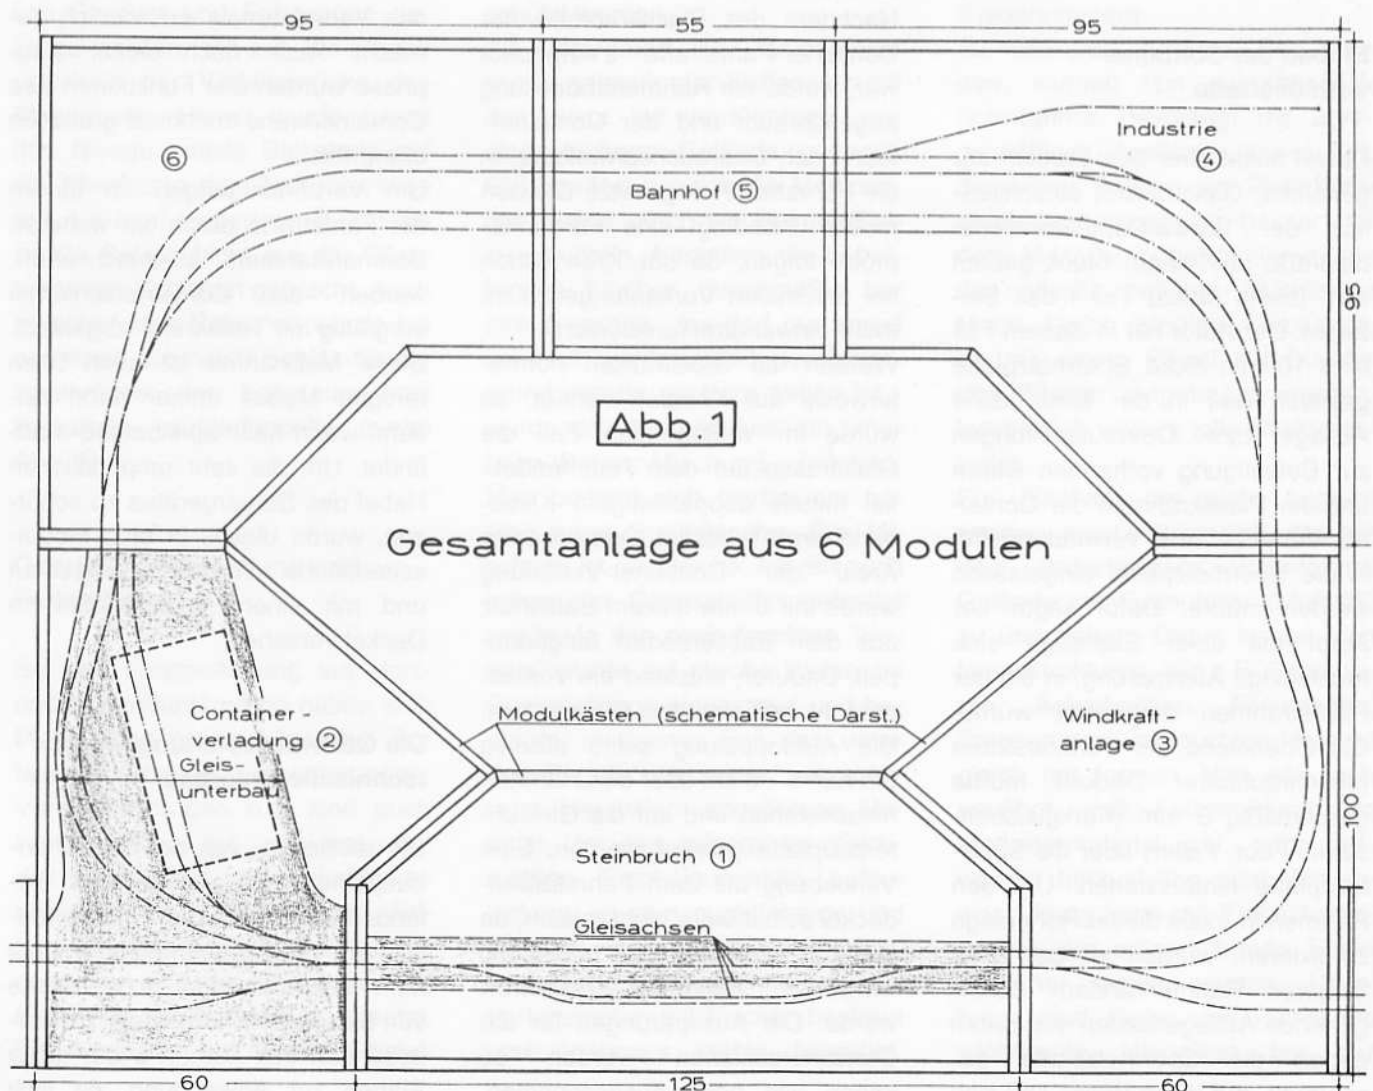 95
55
95
⑥
Industrie
④
Bahnhof ⑤
95
Abb.1
Gesamtanlage aus 6 Modulen
Container-
verladung ②
Gleis-
unterbau
Modulkästen (schematische Darst.)
Windkraft-
anlage ③
100
Steinbruch ①
Gleisachsen
60
125
60